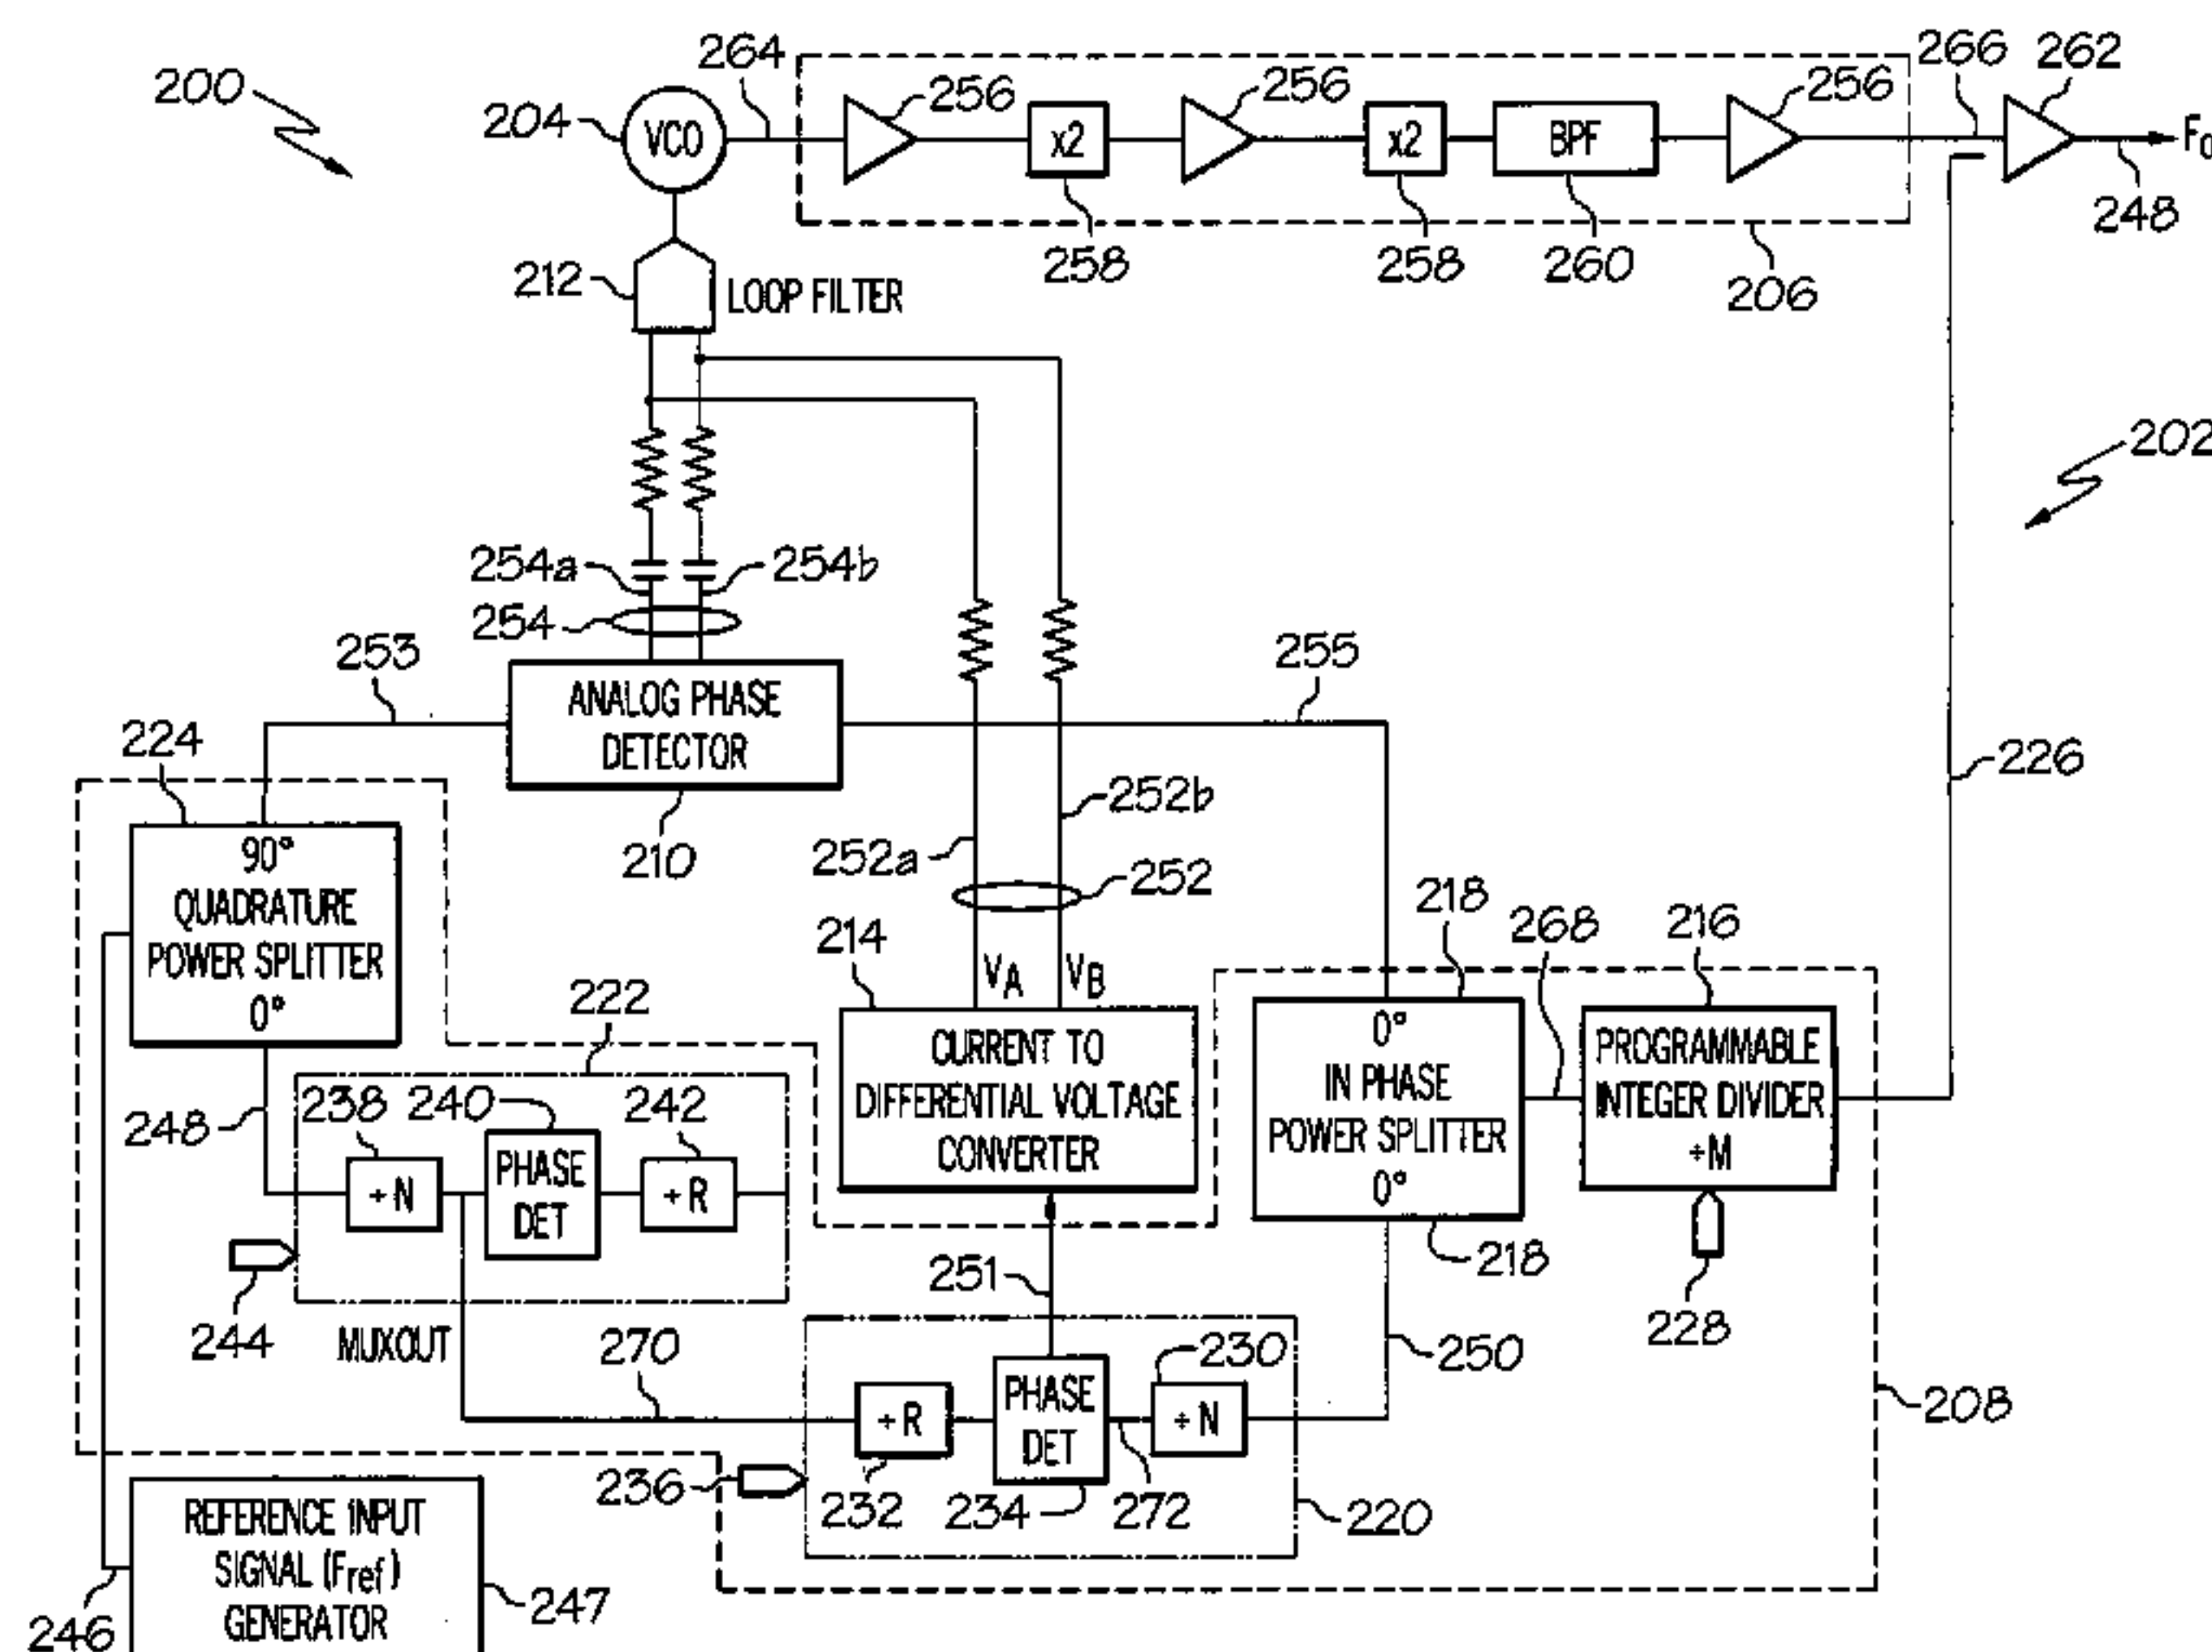 200
264
256
256
256
266
262
204
VCO
x2
x2
BPF
258
258
260
206
248
212
LOOP FILTER
202
254a
254b
254
253
255
ANALOG PHASE
DETECTOR
224
210
252b
226
252a
252
90°
QUADRATURE
POWER SPLITTER
0°
214
VA
VB
218
268
216
222
CURRENT TO
DIFFERENTIAL VOLTAGE
CONVERTER
0°
IN PHASE
POWER SPLITTER
0°
PROGRAMMABLE
INTEGER DIVIDER
÷M
248
238
240
242
÷N
PHASE
DET
÷R
218
244
MUXOUT
251
228
270
230
250
÷R
PHASE
DET
÷N
208
236
232
234
272
220
REFERENCE INPUT
SIGNAL (Fref)
GENERATOR
246
247